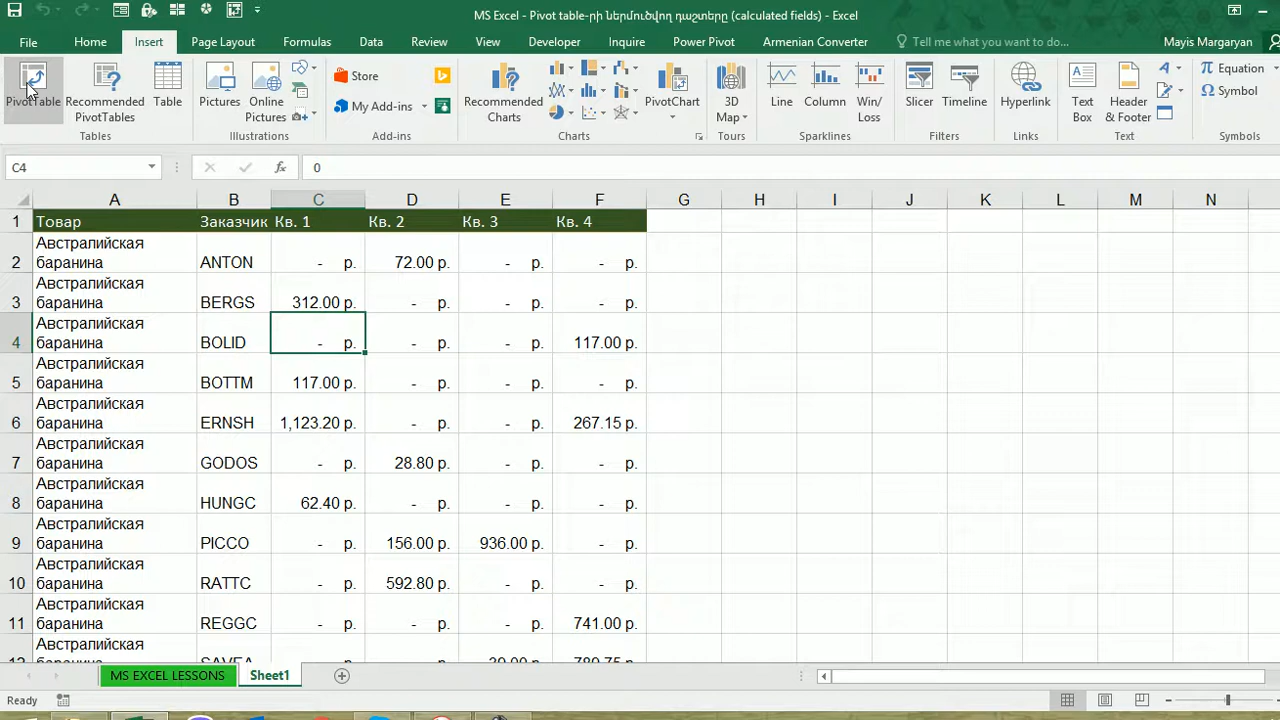 MS Excel - Pivot table-րի ներմուծվող դաշտերը (calculated fields) - Excel
File Home Insert Page Layout Formulas Data Review View Developer Inquire Power Pivot Armenian Converter Tell me what you want to do... Mayis Margaryan
PivotTable
Recommended PivotTables
Table
Tables
Pictures
Online Pictures
Illustrations
Store
My Add-ins
Add-ins
Recommended Charts
PivotChart
Charts
3D Map
Tours
Line
Column
Win/Loss
Sparklines
Slicer
Timeline
Filters
Hyperlink
Links
Text Box
Header & Footer
Text
Equation
Symbol
Symbols
C4 fx 0
A B C D E F G H I J K L M N
1 Товар Заказчик Кв. 1 Кв. 2 Кв. 3 Кв. 4
Австралийская
2 баранина ANTON - р. 72.00 р. - р. - р.
Австралийская
3 баранина BERGS 312.00 р. - р. - р. - р.
Австралийская
4 баранина BOLID - р. - р. - р. 117.00 р.
Австралийская
5 баранина BOTTM 117.00 р. - р. - р. - р.
Австралийская
6 баранина ERNSH 1,123.20 р. - р. - р. 267.15 р.
Австралийская
7 баранина GODOS - р. 28.80 р. - р. - р.
Австралийская
8 баранина HUNGC 62.40 р. - р. - р. - р.
Австралийская
9 баранина PICCO - р. 156.00 р. 936.00 р. - р.
Австралийская
10 баранина RATTC - р. 592.80 р. - р. - р.
Австралийская
11 баранина REGGC - р. - р. - р. 741.00 р.
Австралийская
12 баранина SAVEA - р. - р. 39.00 р. 789.75 р.
MS EXCEL LESSONS Sheet1
Ready